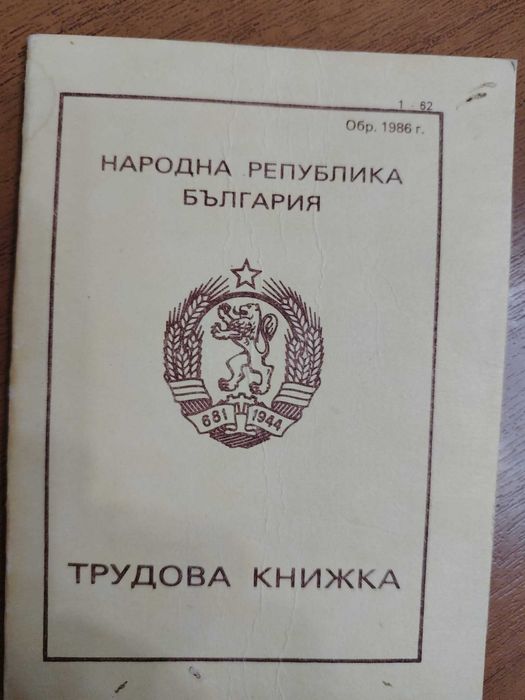 1 - 62
Обр. 1986 г.
НАРОДНА РЕПУБЛИКА
БЪЛГАРИЯ
681 1944
ТРУДОВА КНИЖКА